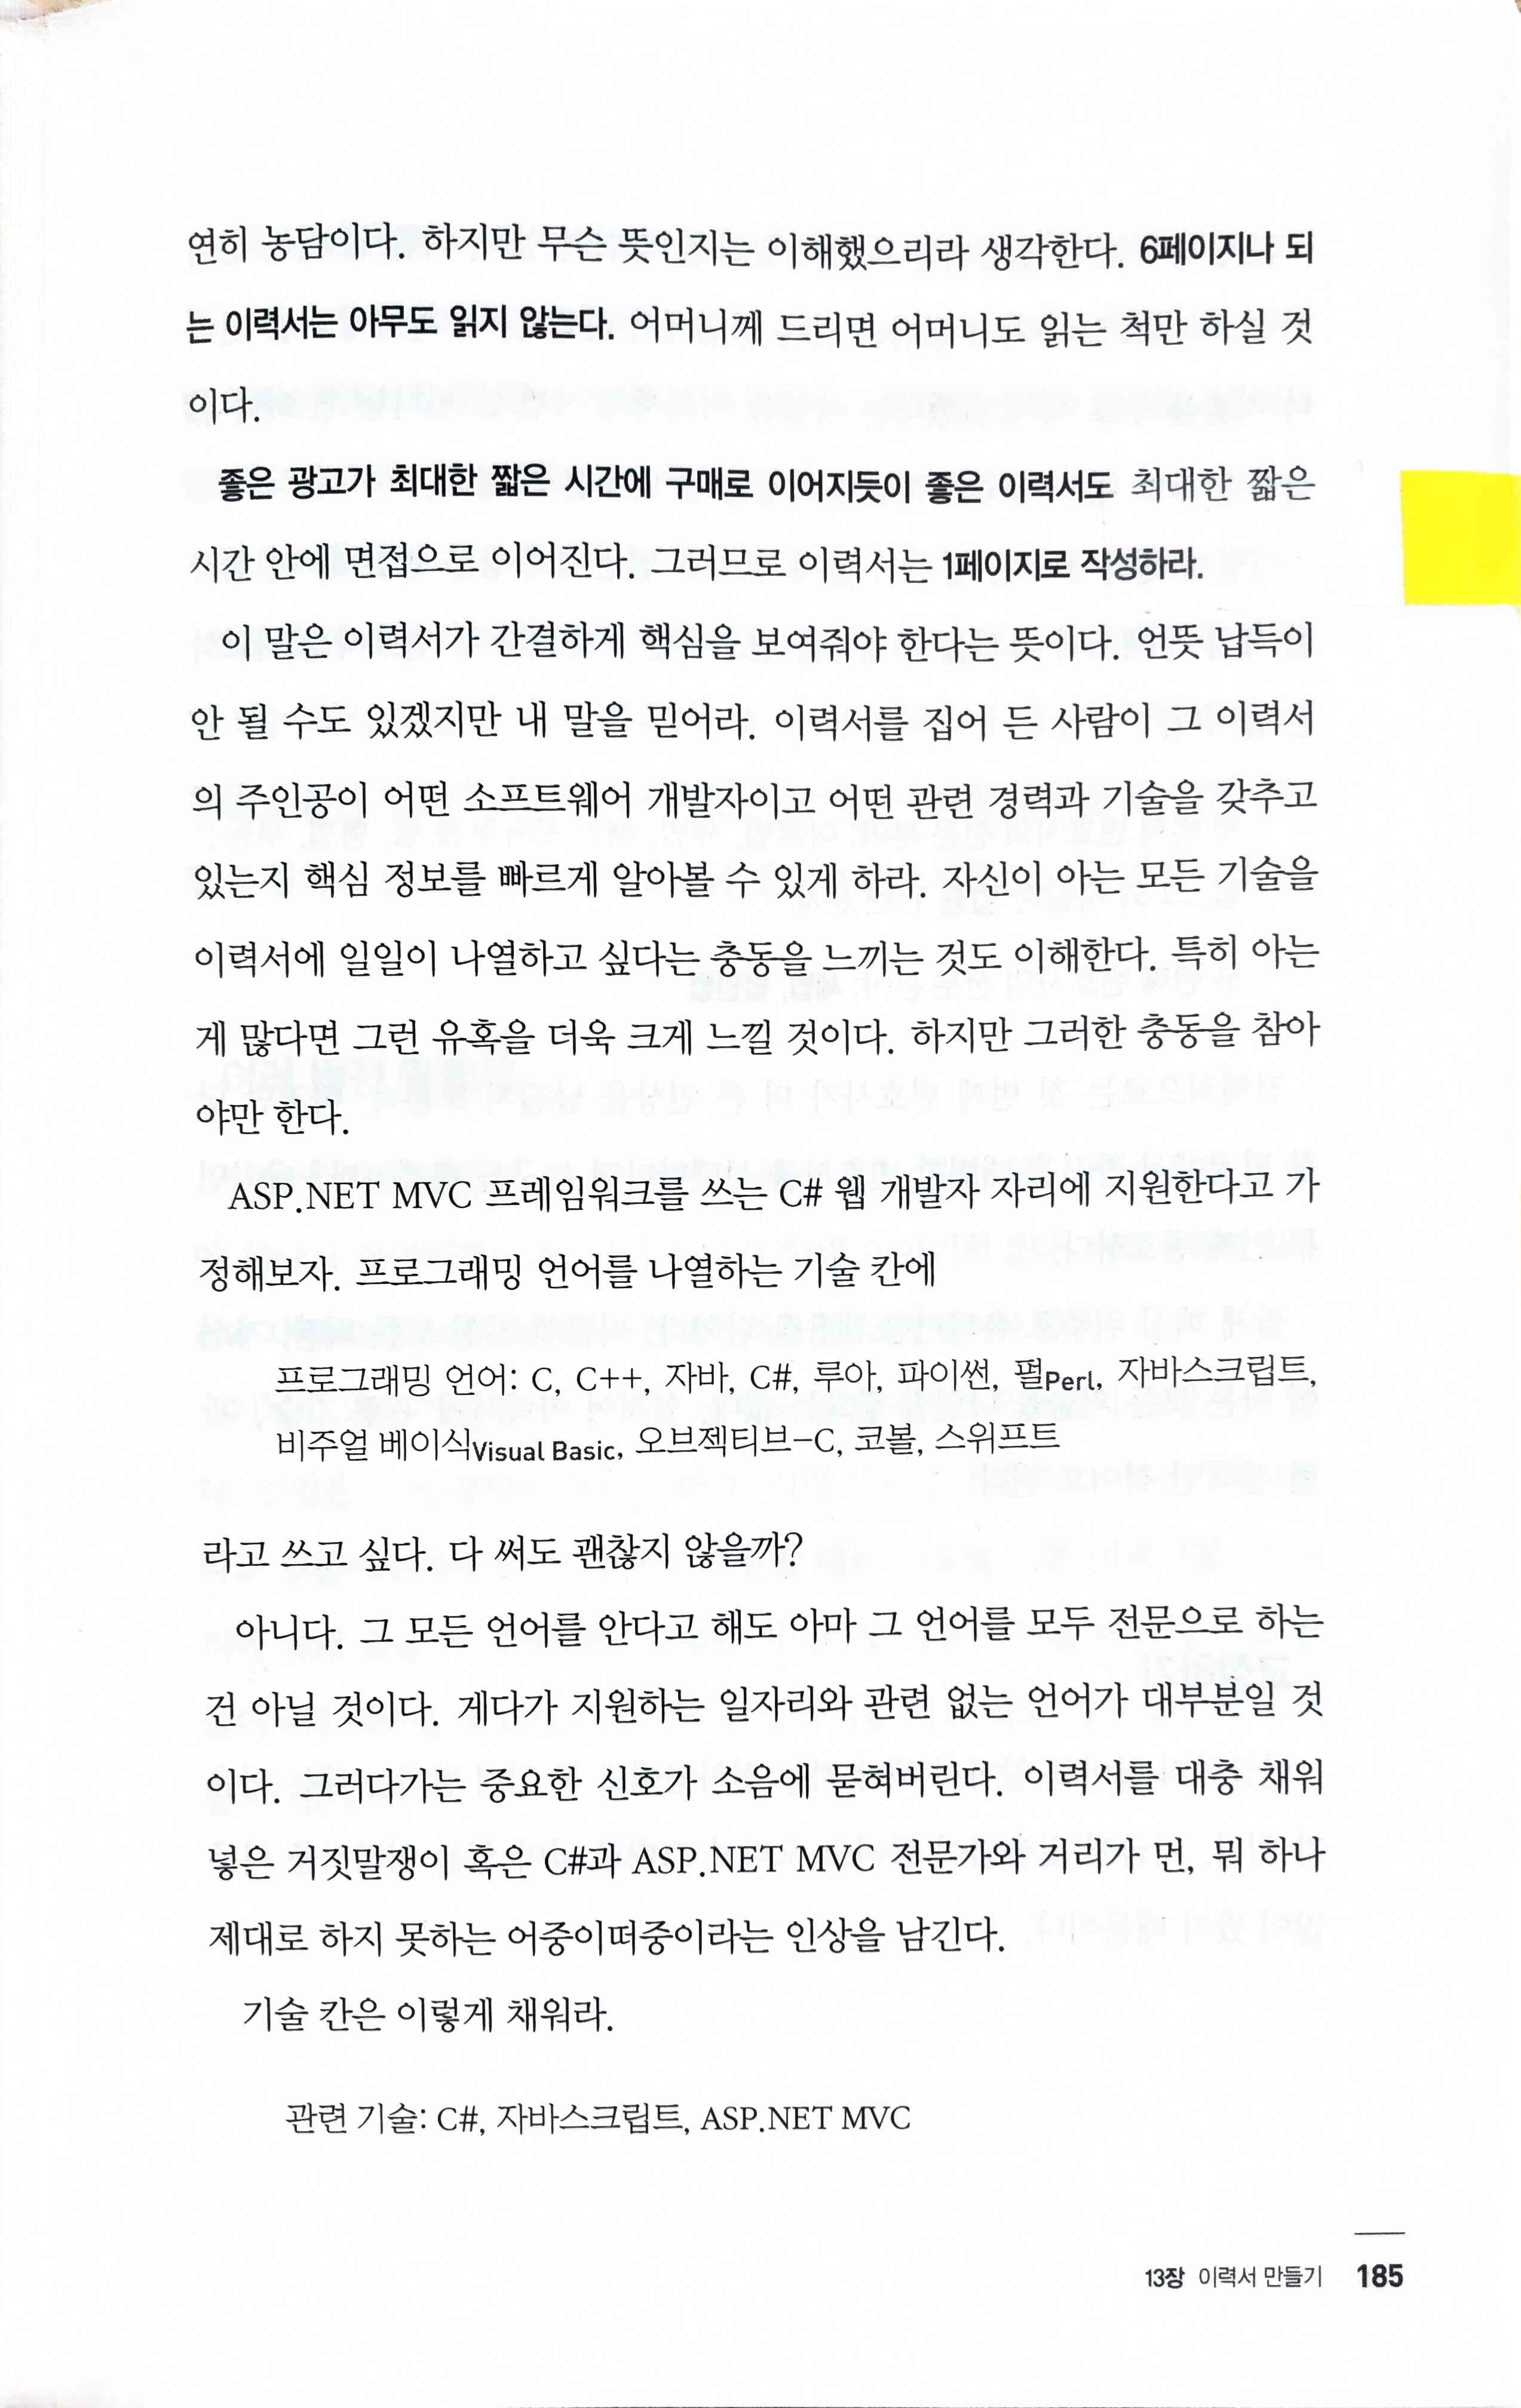 연히 농담이다. 하지만 무슨 뜻인지는 이해했으리라 생각한다. 6페이지나 되
는 이력서는 아무도 읽지 않는다. 어머니께 드리면 어머니도 읽는 척만 하실 것
이다.
좋은 광고가 최대한 짧은 시간에 구매로 이어지듯이 좋은 이력서도 최대한 짧은
시간 안에 면접으로 이어진다. 그러므로 이력서는 1페이지로 작성하라.
이 말은 이력서가 간결하게 핵심을 보여줘야 한다는 뜻이다. 언뜻 납득이
안 될 수도 있겠지만 내 말을 믿어라. 이력서를 집어 든 사람이 그 이력서
의 주인공이 어떤 소프트웨어 개발자이고 어떤 관련 경력과 기술을 갖추고
있는지 핵심 정보를 빠르게 알아볼 수 있게 하라. 자신이 아는 모든 기술을
이력서에 일일이 나열하고 싶다는 충동을 느끼는 것도 이해한다. 특히 아는
게 많다면 그런 유혹을 더욱 크게 느낄 것이다. 하지만 그러한 충동을 참아
야만 한다.
ASP.NET MVC 프레임워크를 쓰는 C# 웹 개발자 자리에 지원한다고 가
정해보자. 프로그래밍 언어를 나열하는 기술 칸에
프로그래밍 언어: C, C++, 자바, C#, 루아, 파이썬, 펄Perl, 자바스크립트,
비주얼 베이식Visual Basic, 오브젝티브-C, 코볼, 스위프트
라고 쓰고 싶다. 다 써도 괜찮지 않을까?
아니다. 그 모든 언어를 안다고 해도 아마 그 언어를 모두 전문으로 하는
건 아닐 것이다. 게다가 지원하는 일자리와 관련 없는 언어가 대부분일 것
이다. 그러다가는 중요한 신호가 소음에 묻혀버린다. 이력서를 대충 채워
넣은 거짓말쟁이 혹은 C#과 ASP.NET MVC 전문가와 거리가 먼, 뭐 하나
제대로 하지 못하는 어중이떠중이라는 인상을 남긴다.
기술 칸은 이렇게 채워라.
관련 기술: C#, 자바스크립트, ASP.NET MVC
13장 이력서 만들기 185